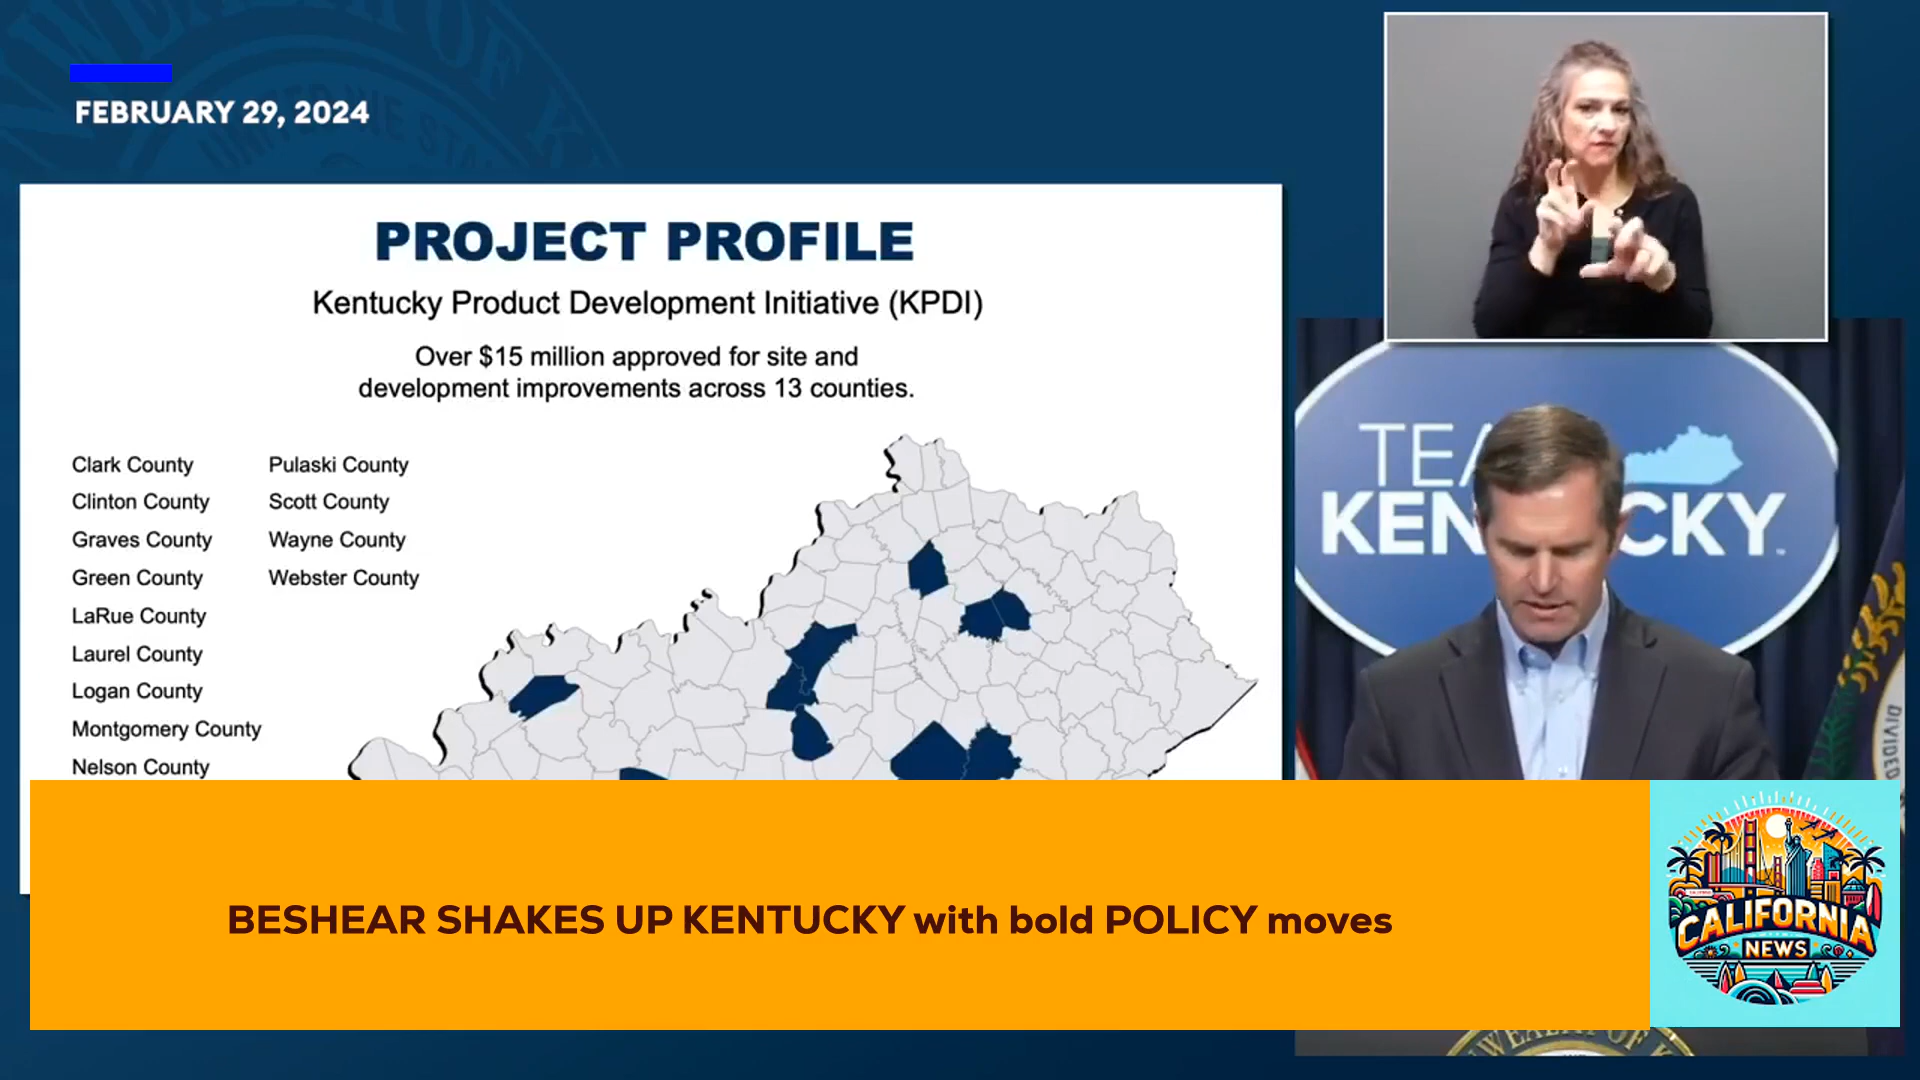 FEBRUARY 29, 2024
PROJECT PROFILE
Kentucky Product Development Initiative (KPDI)
Over $15 million approved for site and
development improvements across 13 counties.
Clark County
Clinton County
Graves County
Green County
LaRue County
Laurel County
Logan County
Montgomery County
Nelson County
Pulaski County
Scott County
Wayne County
Webster County
TEA
KEN CKY
DIVIDED
BESHEAR SHAKES UP KENTUCKY with bold POLICY moves
CALIFORNIA
NEWS